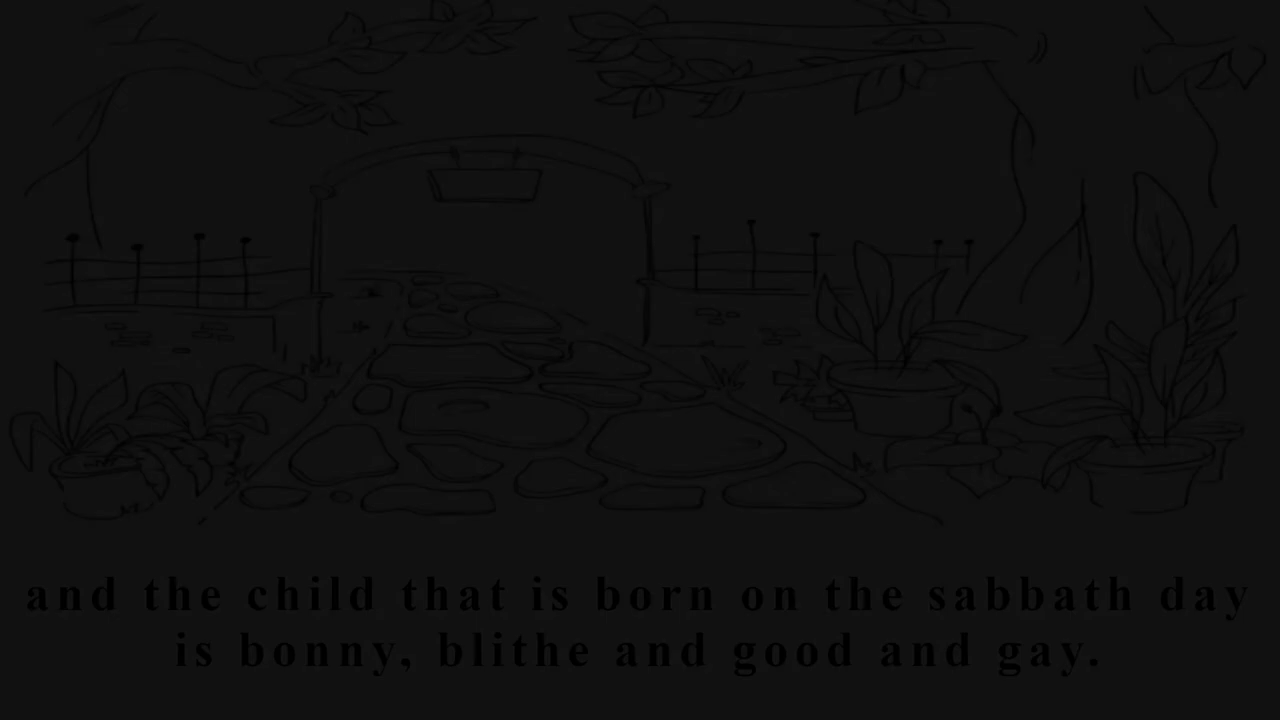 and the child that is born on the sabbath day
is bonny, blithe and good and gay.